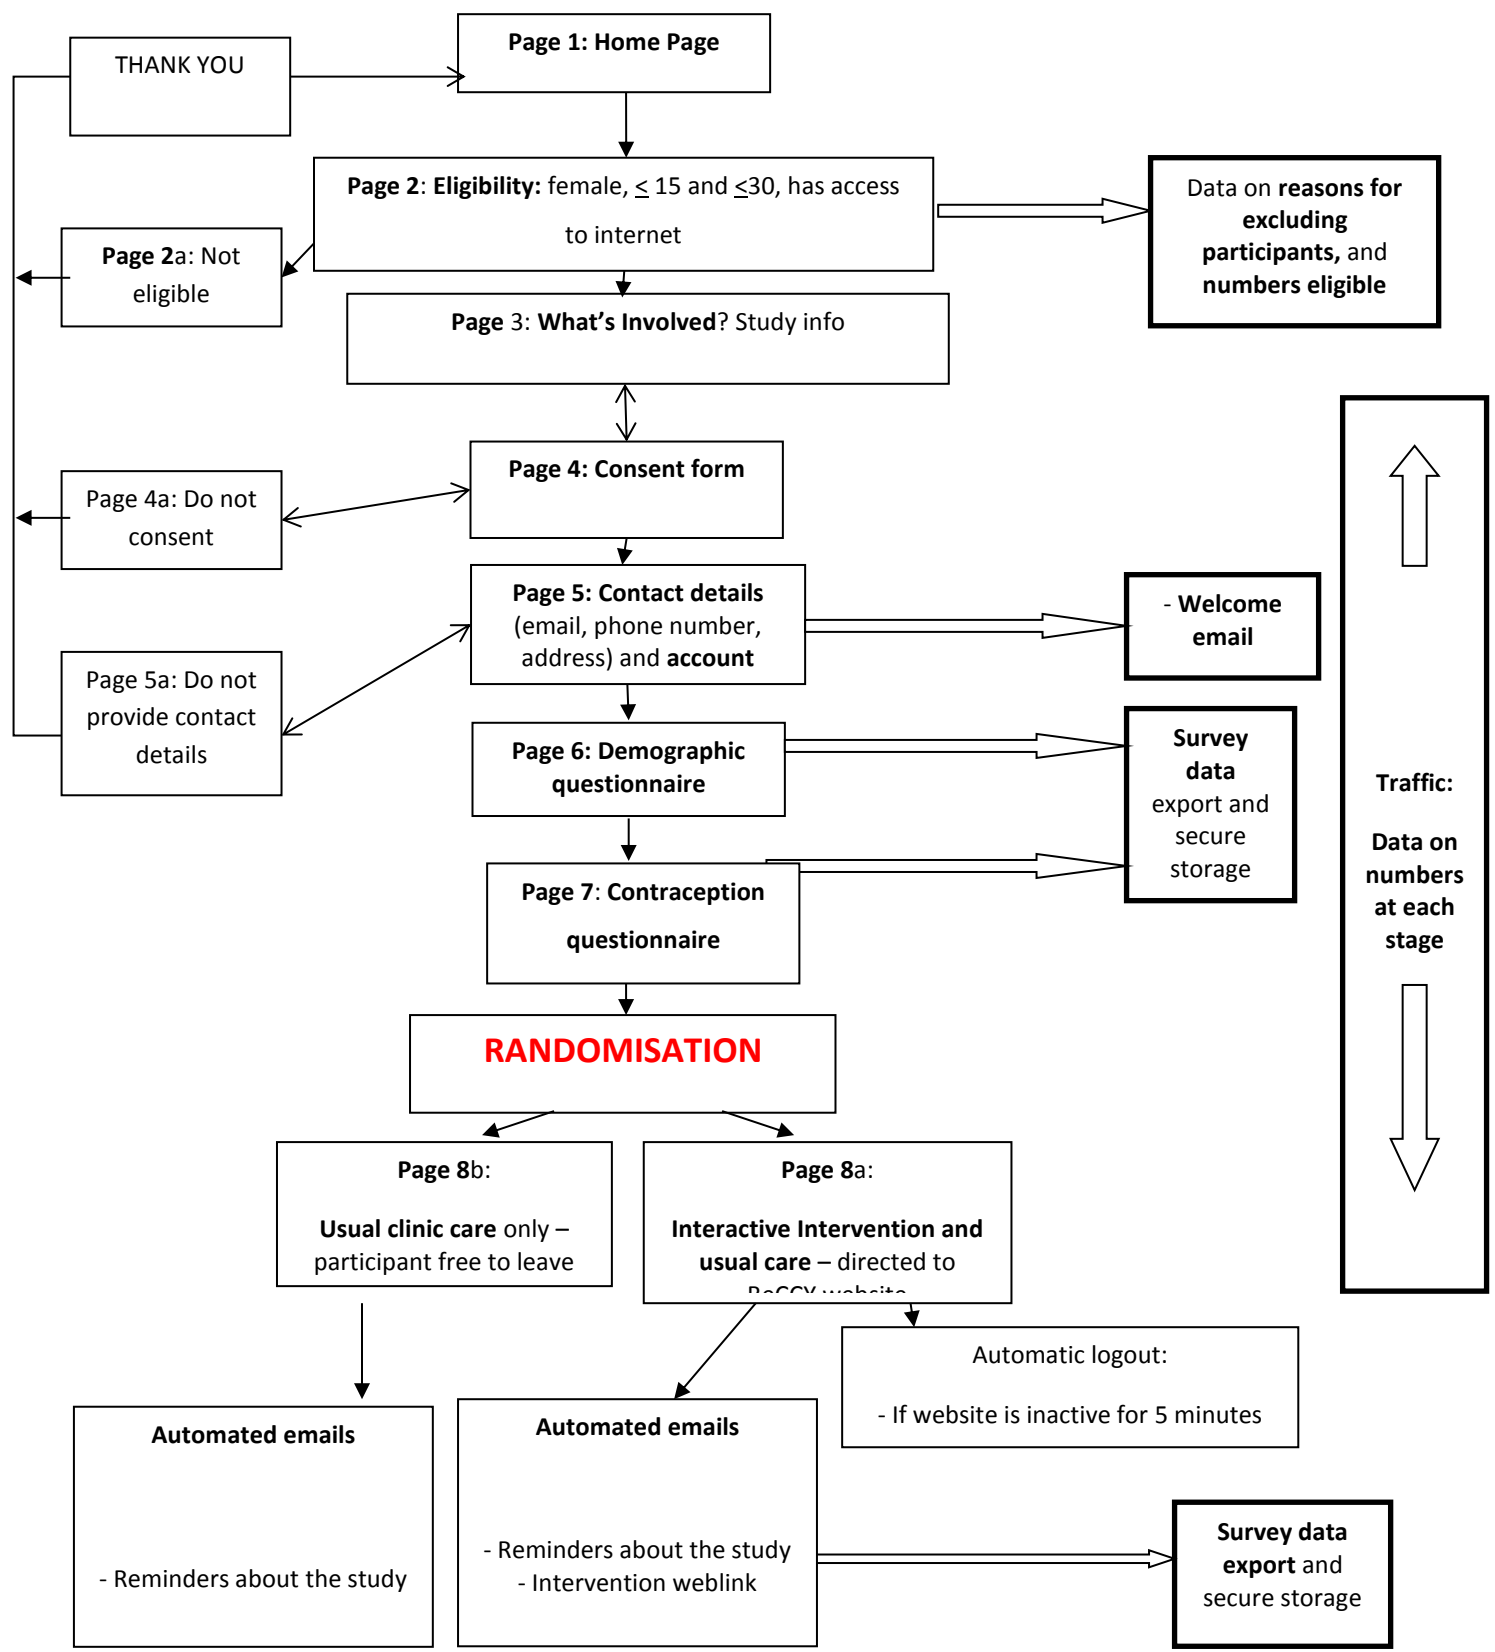 THANK YOU
Page 1: Home Page
Page 2: Eligibility: female, ≤ 15 and ≤30, has access
to internet
Data on reasons for
excluding
participants, and
numbers eligible
Page 2a: Not
eligible
Page 3: What’s Involved? Study info
Page 4: Consent form
Page 4a: Do not
consent
Page 5: Contact details
(email, phone number,
address) and account
- Welcome
email
Page 5a: Do not
provide contact
details
Page 6: Demographic
questionnaire
Survey
data
export and
secure
storage
Traffic:
Data on
numbers
at each
stage
Page 7: Contraception
questionnaire
RANDOMISATION
Page 8b:
Usual clinic care only –
participant free to leave
Page 8a:
Interactive Intervention and
usual care – directed to
website
Automatic logout:
- If website is inactive for 5 minutes
Automated emails
- Reminders about the study
Automated emails
- Reminders about the study
- Intervention weblink
Survey data
export and
secure storage